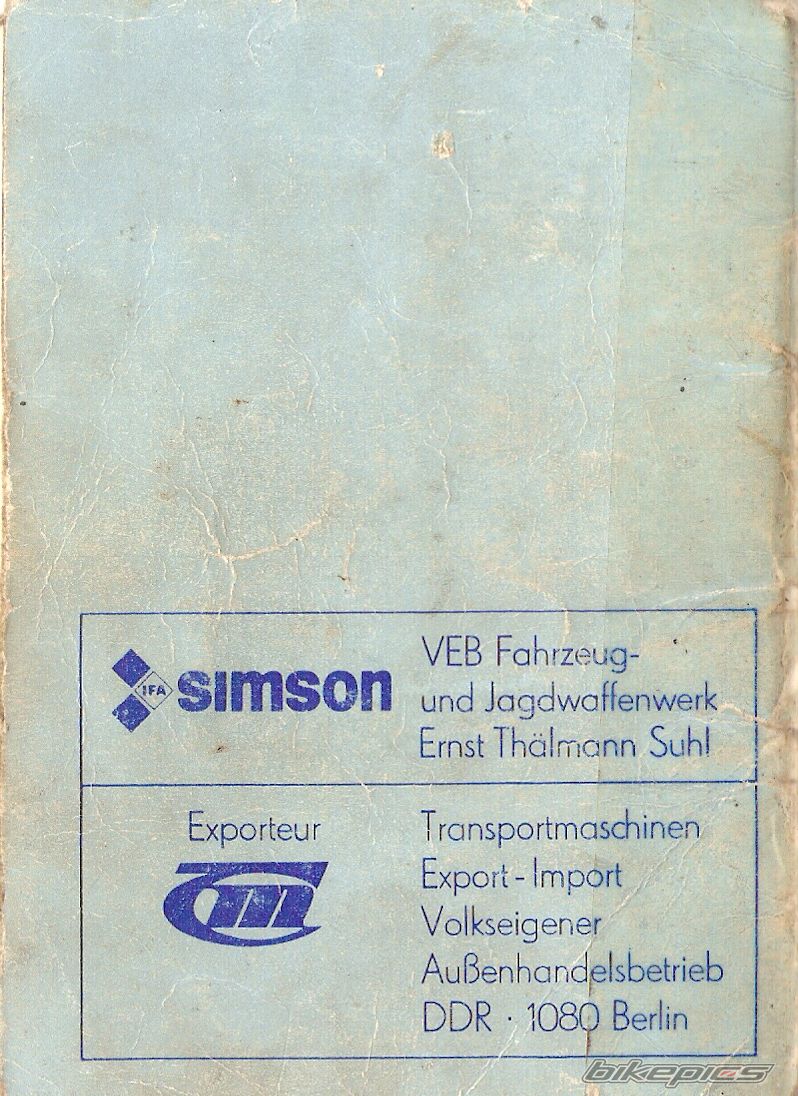 IFA
simson
VEB Fahrzeug-
und Jagdwaffenwerk
Ernst Thälmann Suhl
Exporteur
Transportmaschinen
Export-Import
Volkseigener
Außenhandelsbetrieb
DDR · 1080 Berlin
bikepics